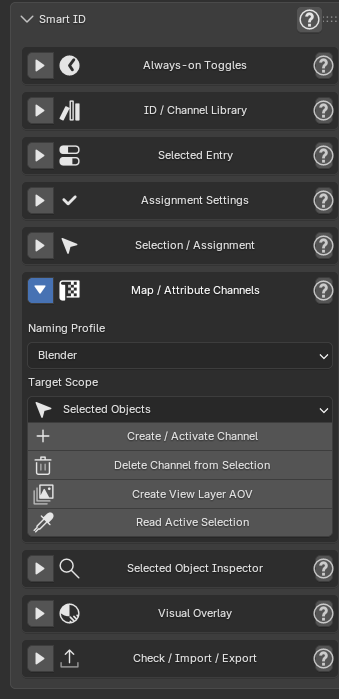 Smart ID
Always-on Toggles
ID / Channel Library
Selected Entry
Assignment Settings
Selection / Assignment
Map / Attribute Channels
Naming Profile
Blender
Target Scope
Selected Objects
Create / Activate Channel
Delete Channel from Selection
Create View Layer AOV
Read Active Selection
Selected Object Inspector
Visual Overlay
Check / Import / Export